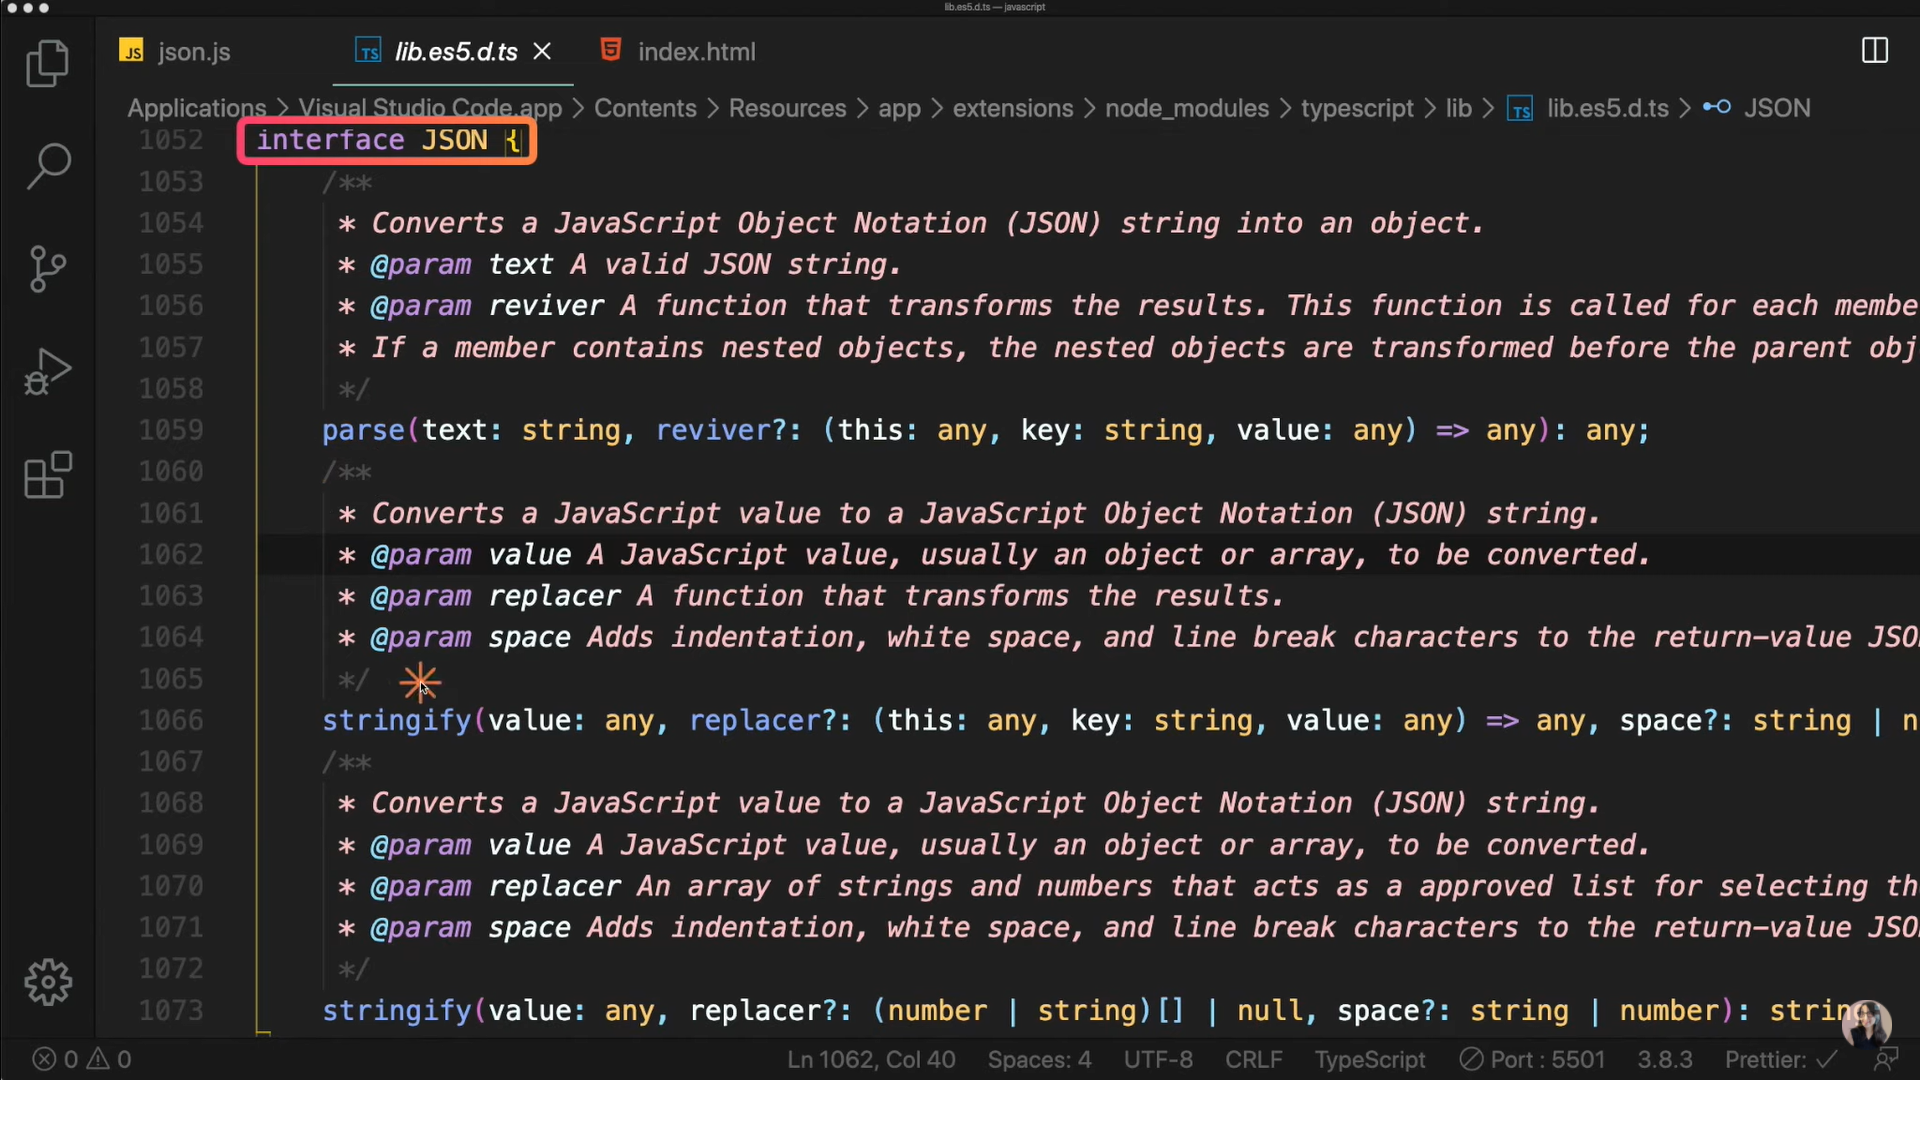 lib.es5.d.ts — javascript
JS json.js TS lib.es5.d.ts × 5 index.html
Applications > Visual Studio Code.app > Contents > Resources > app > extensions > node_modules > typescript > lib > TS lib.es5.d.ts > JSON
1052 interface JSON {
1053 /**
1054 * Converts a JavaScript Object Notation (JSON) string into an object.
1055 * @param text A valid JSON string.
1056 * @param reviver A function that transforms the results. This function is called for each membe
1057 * If a member contains nested objects, the nested objects are transformed before the parent obj
1058 */
1059 parse(text: string, reviver?: (this: any, key: string, value: any) => any): any;
1060 /**
1061 * Converts a JavaScript value to a JavaScript Object Notation (JSON) string.
1062 * @param value A JavaScript value, usually an object or array, to be converted.
1063 * @param replacer A function that transforms the results.
1064 * @param space Adds indentation, white space, and line break characters to the return-value JSO
1065 */
1066 stringify(value: any, replacer?: (this: any, key: string, value: any) => any, space?: string | n
1067 /**
1068 * Converts a JavaScript value to a JavaScript Object Notation (JSON) string.
1069 * @param value A JavaScript value, usually an object or array, to be converted.
1070 * @param replacer An array of strings and numbers that acts as a approved list for selecting th
1071 * @param space Adds indentation, white space, and line break characters to the return-value JSO
1072 */
1073 stringify(value: any, replacer?: (number | string)[] | null, space?: string | number): strin
0 0 Ln 1062, Col 40 Spaces: 4 UTF-8 CRLF TypeScript Port : 5501 3.8.3 Prettier: ✓